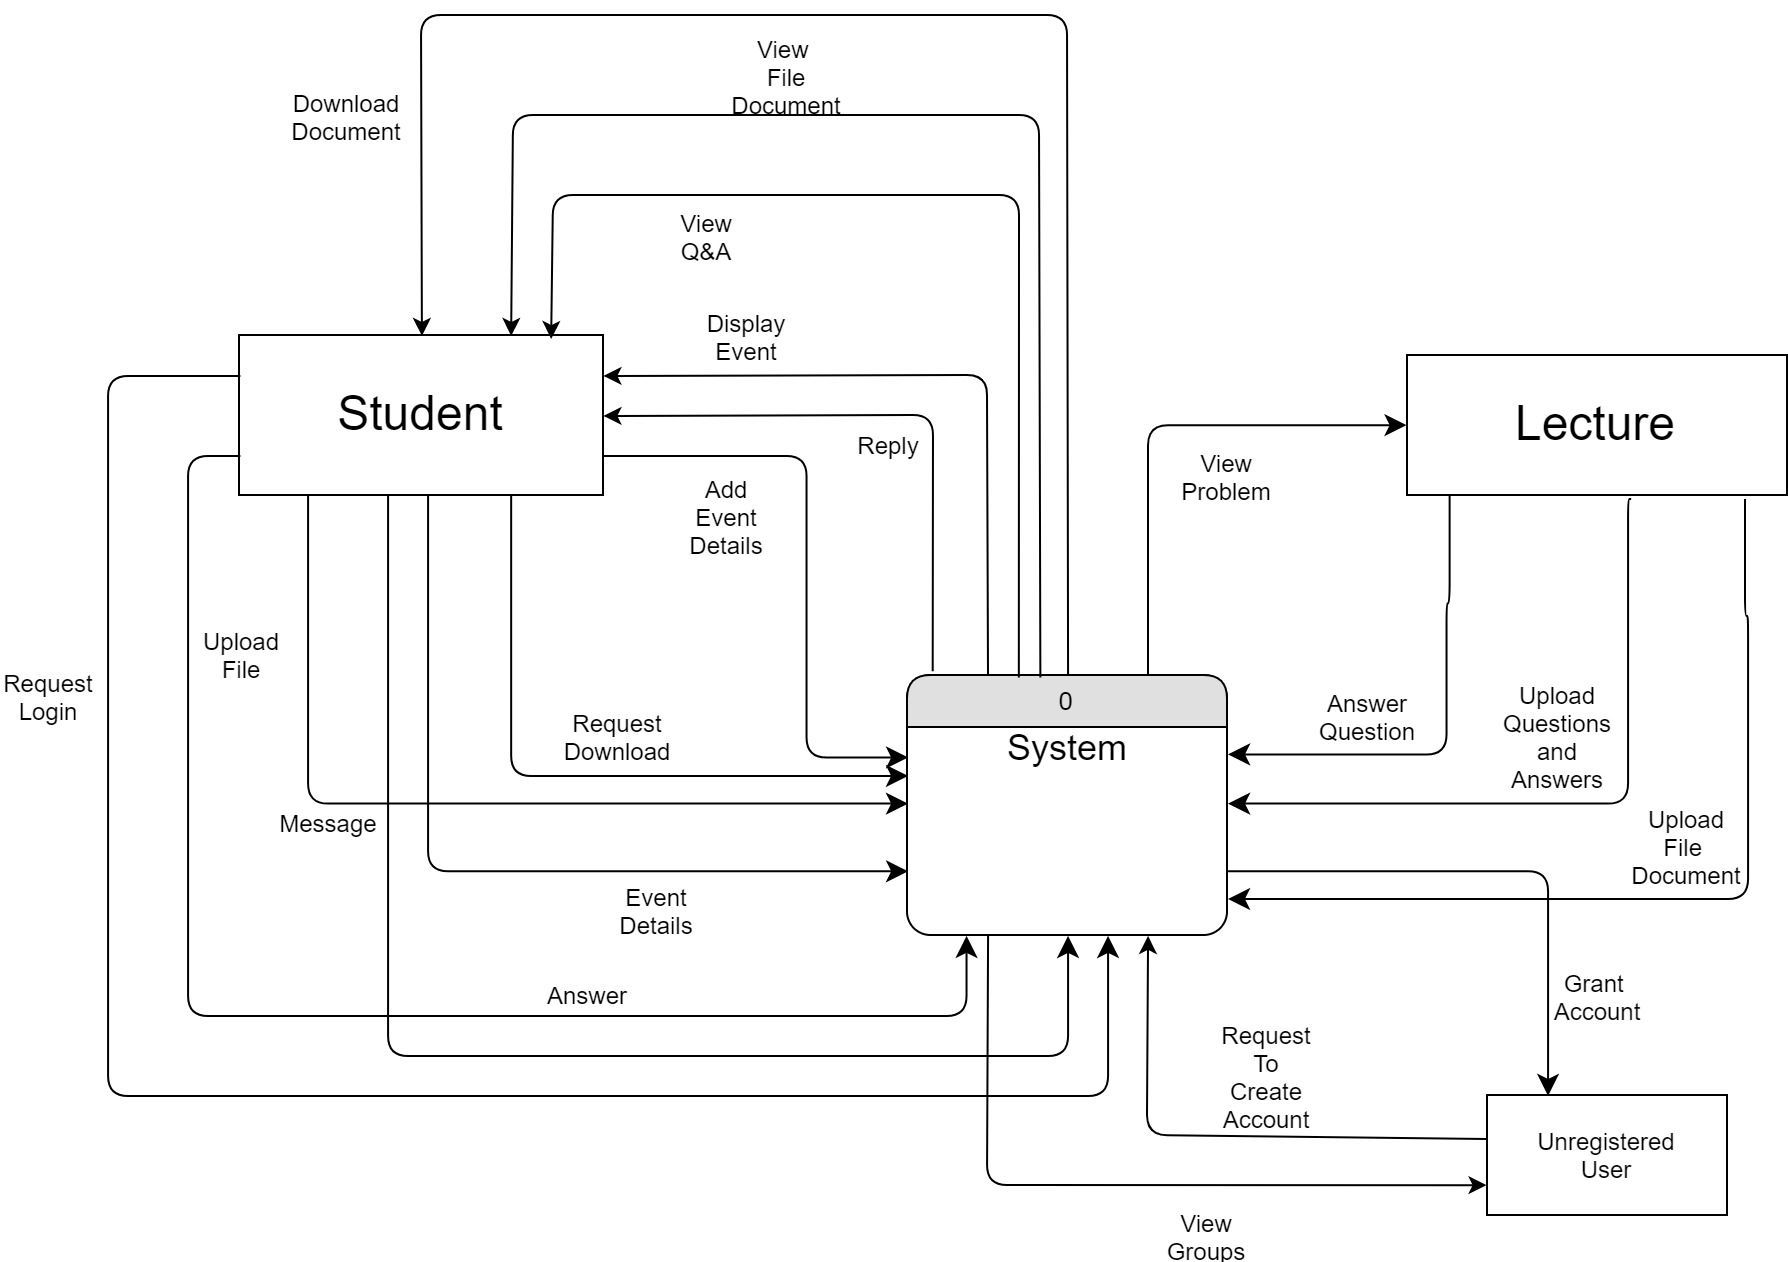 View
File
Document
Download
Document
View
Q&A
Display
Event
Student
Reply
Lecture
View
Problem
Add
Event
Details
Upload
File
Request
Login
Request
Download
Message
0
System
Answer
Question
Upload
Questions
and
Answers
Upload
File
Document
Event
Details
Answer
Grant
Account
Request
To
Create
Account
Unregistered
User
View
Groups